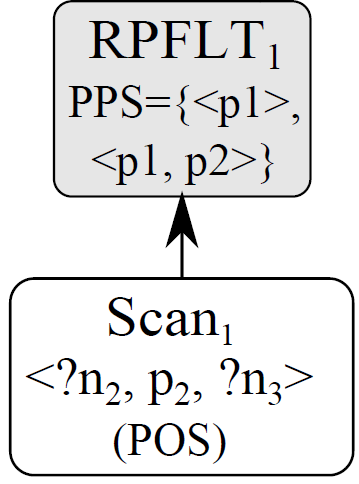 RPFLT₁
PPS={<p1>,
<p1, p2>}
Scan₁
<?n₂, p₂, ?n₃>
(POS)